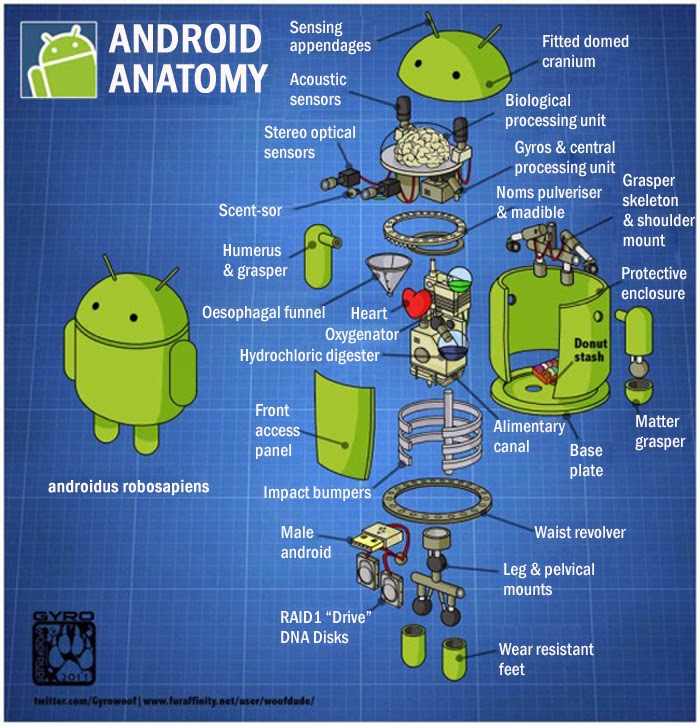 ANDROID
ANATOMY
Sensing
appendages
Fitted domed
cranium
Acoustic
sensors
Biological
processing unit
Stereo optical
sensors
Gyros & central
processing unit
Scent-sor
Noms pulveriser
& madible
Grasper
skeleton
& shoulder
mount
Humerus
& grasper
Protective
enclosure
Oesophagal funnel
Heart
Oxygenator
Hydrochloric digester
Donut
stash
Front
access
panel
Alimentary
canal
Matter
grasper
Base
plate
androidus robosapiens
Impact bumpers
Waist revolver
Male
android
Leg & pelvical
mounts
RAID1 “Drive”
DNA Disks
Wear resistant
feet
GYRO
WOOFDUDE
2011
twitter.com/Gyrowoof | www.furaffinity.net/user/woofdude/